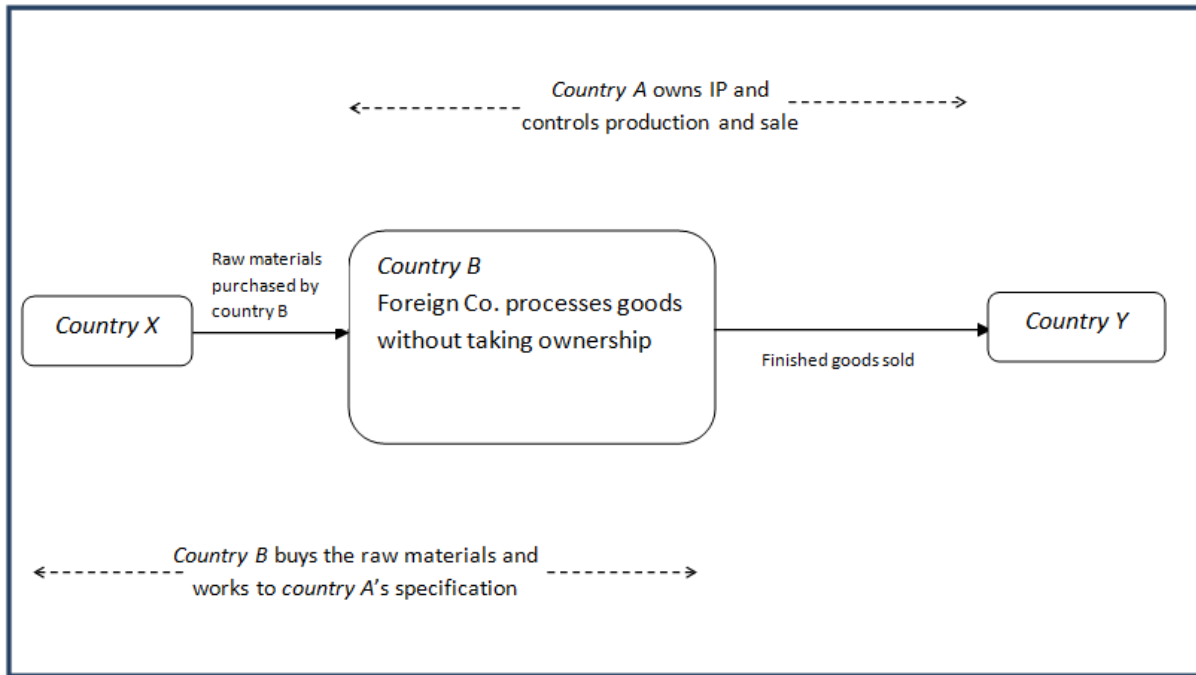 Country A owns IP and
controls production and sale
Raw materials
purchased by
country B
Country X
Country B
Foreign Co. processes goods
without taking ownership
Finished goods sold
Country Y
Country B buys the raw materials and
works to country A’s specification